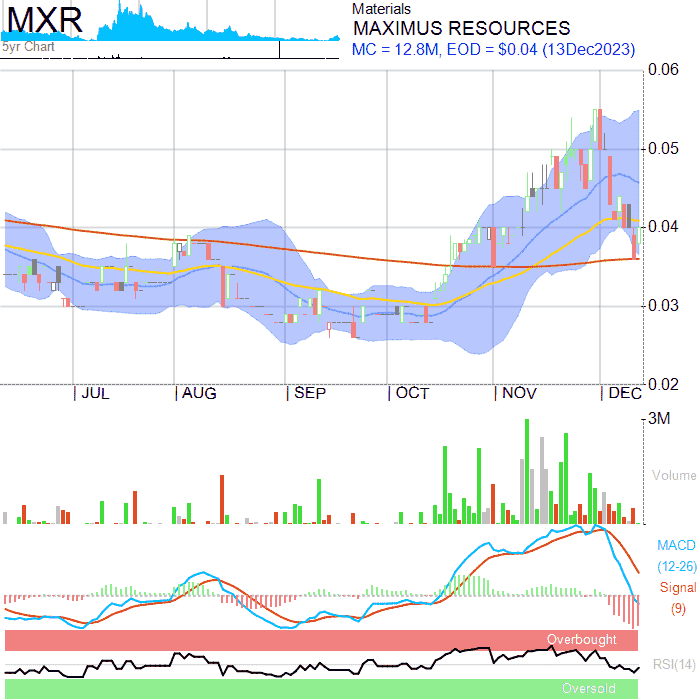 MXR
5yr Chart
Materials
MAXIMUS RESOURCES
MC = 12.8M, EOD = $0.04 (13Dec2023)
0.06
0.05
0.04
0.03
0.02
JUL AUG SEP OCT NOV DEC
3M
Volume
MACD
(12-26)
Signal
(9)
Overbought
RSI(14)
Oversold